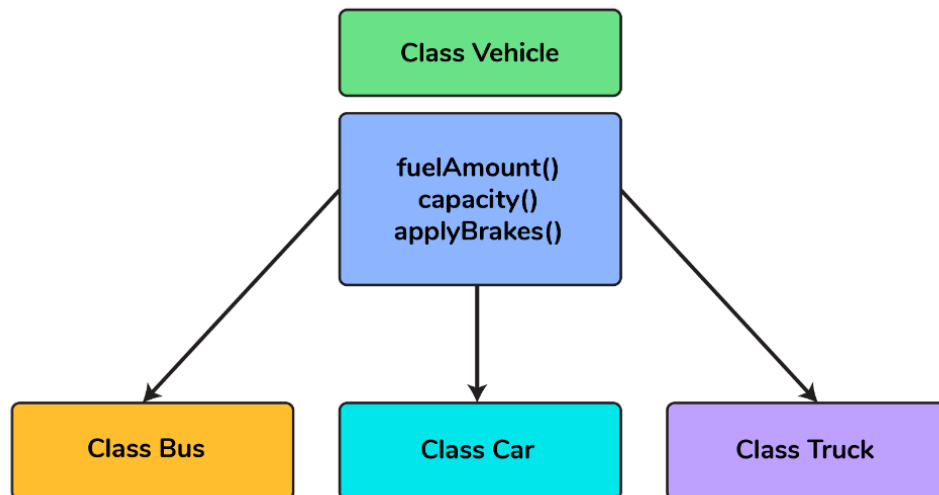 Class Vehicle
fuelAmount()
capacity()
applyBrakes()
Class Bus
Class Car
Class Truck